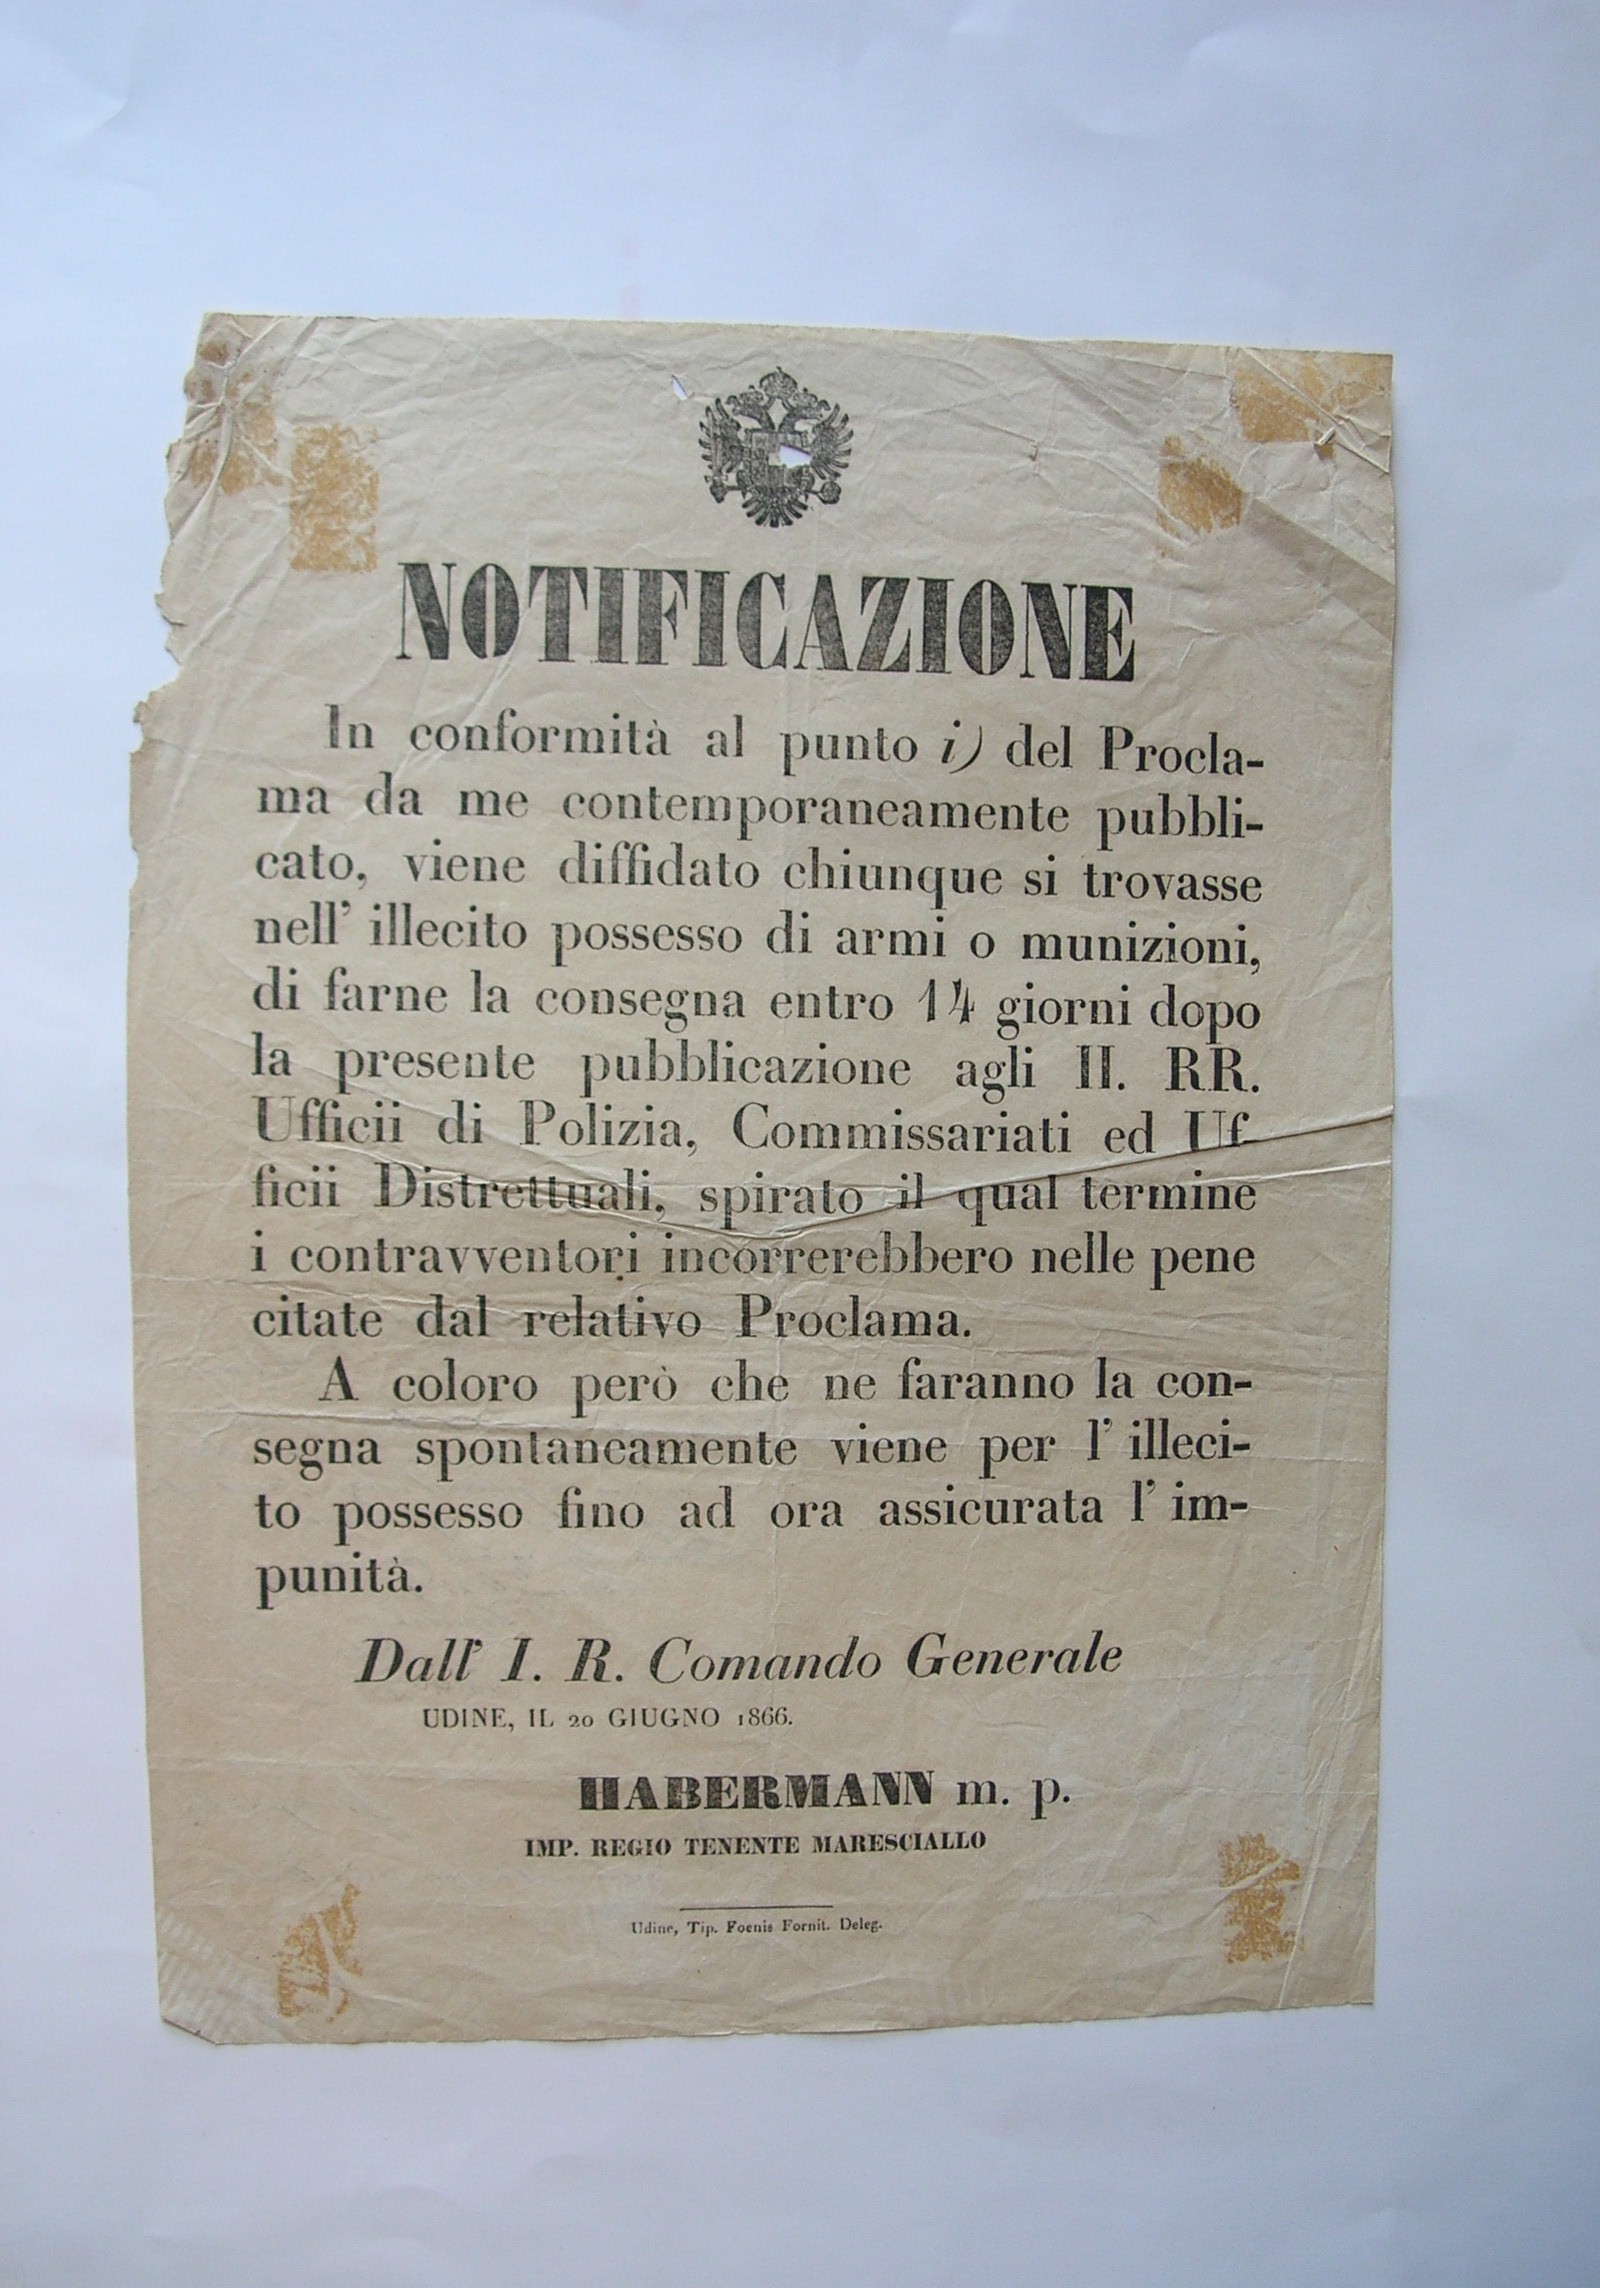 NOTIFICAZIONE
In conformità al punto i) del Procla-
ma da me contemporaneamente pubbli-
cato, viene diffidato chiunque si trovasse
nell' illecito possesso di armi o munizioni,
di farne la consegna entro 14 giorni dopo
la presente pubblicazione agli II. RR.
Ufficii di Polizia, Commissariati ed Uf-
ficii Distrettuali, spirato il qual termine
i contravventori incorrerebbero nelle pene
citate dal relativo Proclama.
A coloro però che ne faranno la con-
segna spontaneamente viene per l' illeci-
to possesso fino ad ora assicurata l' im-
punità.
Dall' I. R. Comando Generale
UDINE, IL 20 GIUGNO 1866.
HABERMANN m. p.
IMP. REGIO TENENTE MARESCIALLO
Udine, Tip. Foenis Fornit. Deleg.